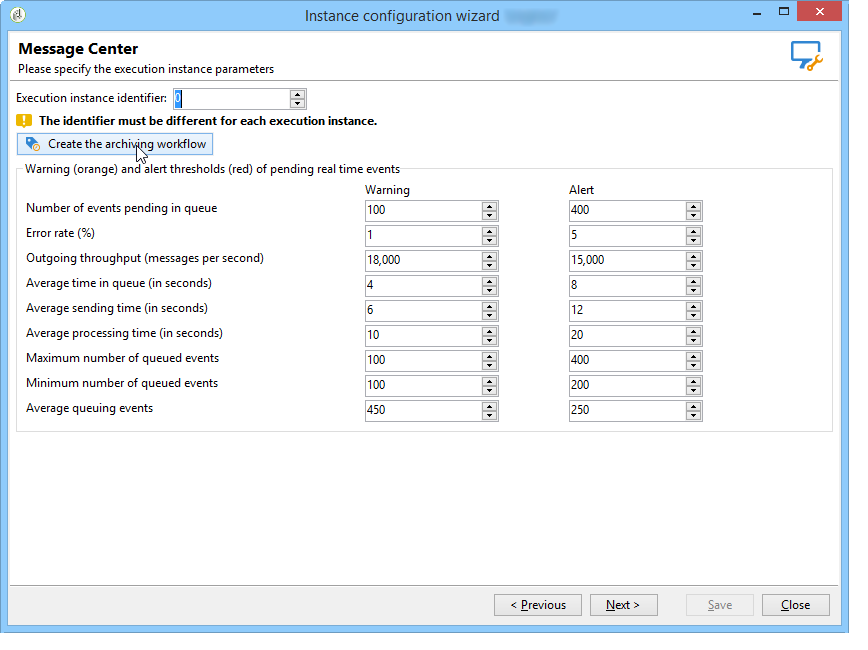 Instance configuration wizard
Message Center
Please specify the execution instance parameters
Execution instance identifier: 0
The identifier must be different for each execution instance.
Create the archiving workflow
Warning (orange) and alert thresholds (red) of pending real time events
Warning Alert
Number of events pending in queue 100 400
Error rate (%) 1 5
Outgoing throughput (messages per second) 18,000 15,000
Average time in queue (in seconds) 4 8
Average sending time (in seconds) 6 12
Average processing time (in seconds) 10 20
Maximum number of queued events 100 400
Minimum number of queued events 100 200
Average queuing events 450 250
< Previous Next > Save Close